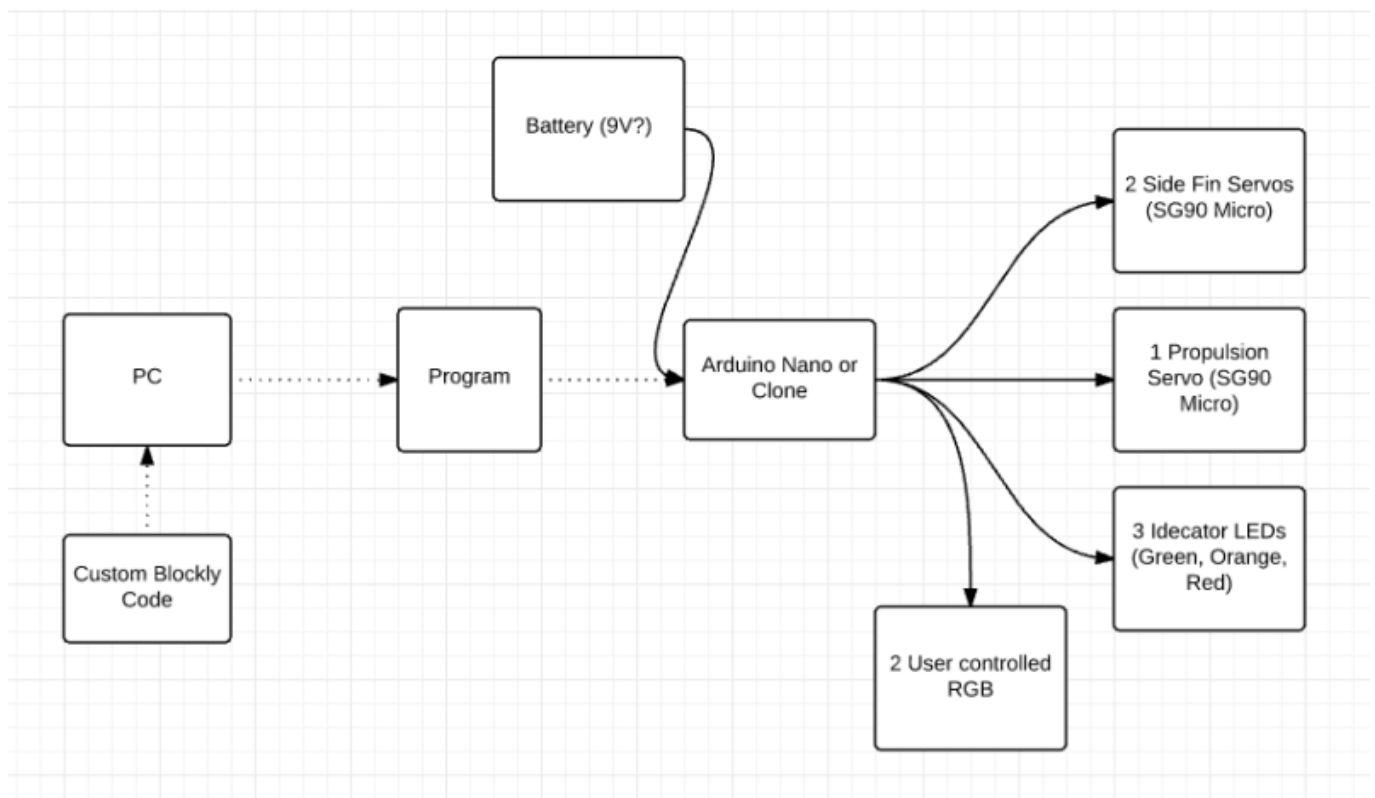 Battery (9V?)
2 Side Fin Servos
(SG90 Micro)
PC
Program
Arduino Nano or
Clone
1 Propulsion
Servo (SG90
Micro)
Custom Blockly
Code
3 Idecator LEDs
(Green, Orange,
Red)
2 User controlled
RGB